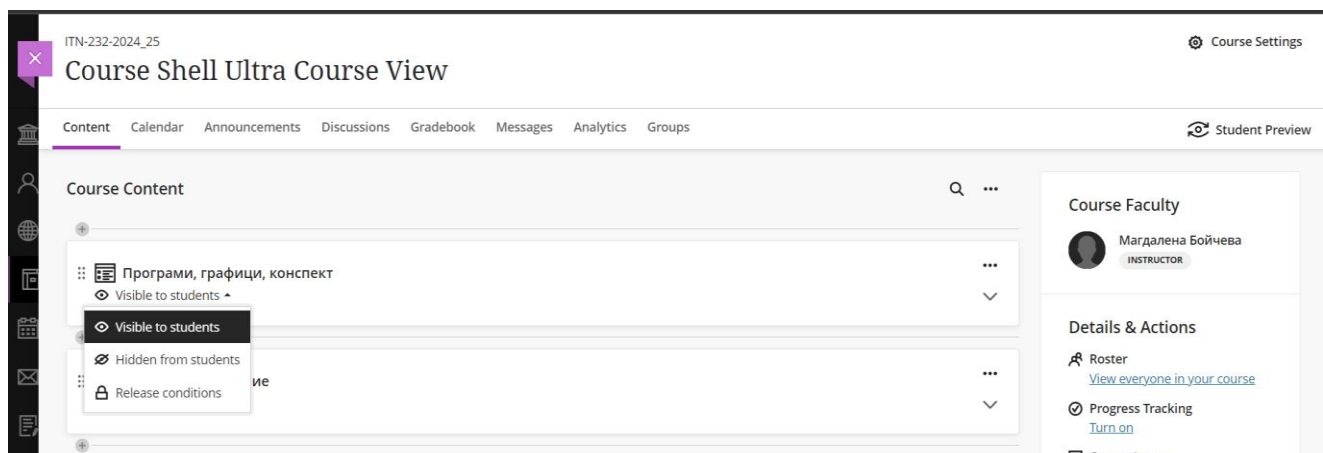 ITN-232-2024_25
Course Shell Ultra Course View
Course Settings
Content Calendar Announcements Discussions Gradebook Messages Analytics Groups
Student Preview
Course Content
Програми, графици, конспект
Visible to students
Visible to students
Hidden from students
Release conditions
ие
Course Faculty
Магдалена Бойчева
INSTRUCTOR
Details & Actions
Roster
View everyone in your course
Progress Tracking
Turn on